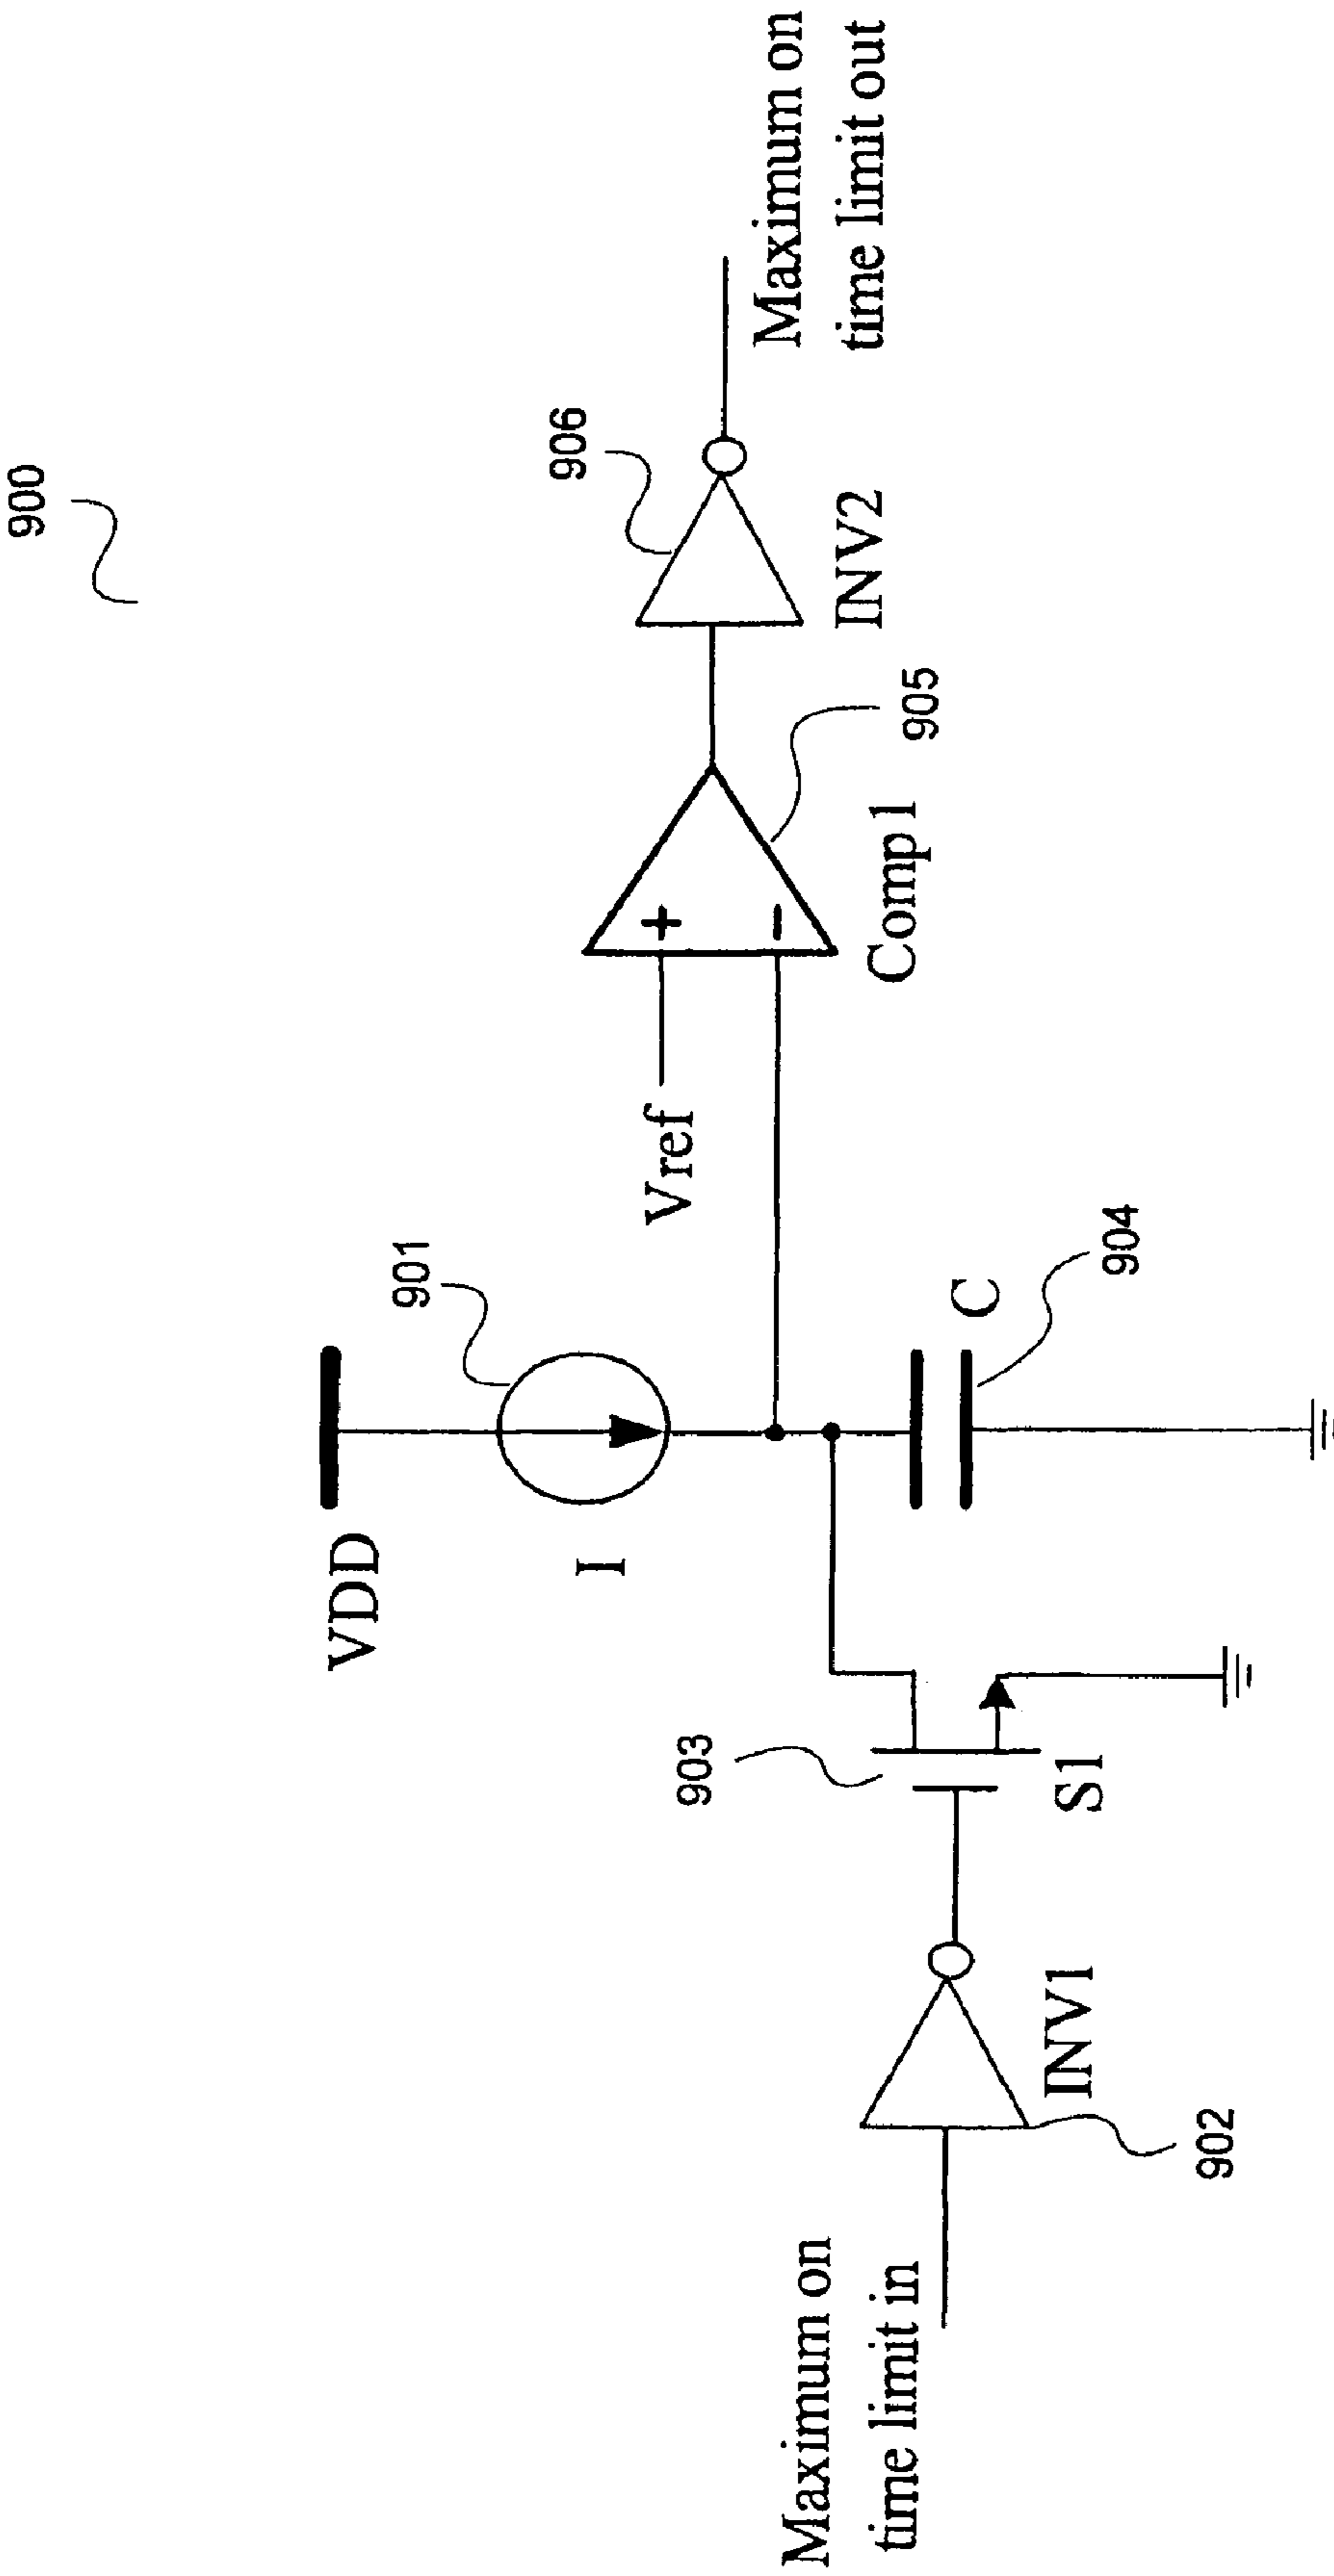 900
VDD
901
I
Vref
+
-
Comp1
905
906
INV2
Maximum on
time limit out
903
S1
C
904
Maximum on
time limit in
INV1
902